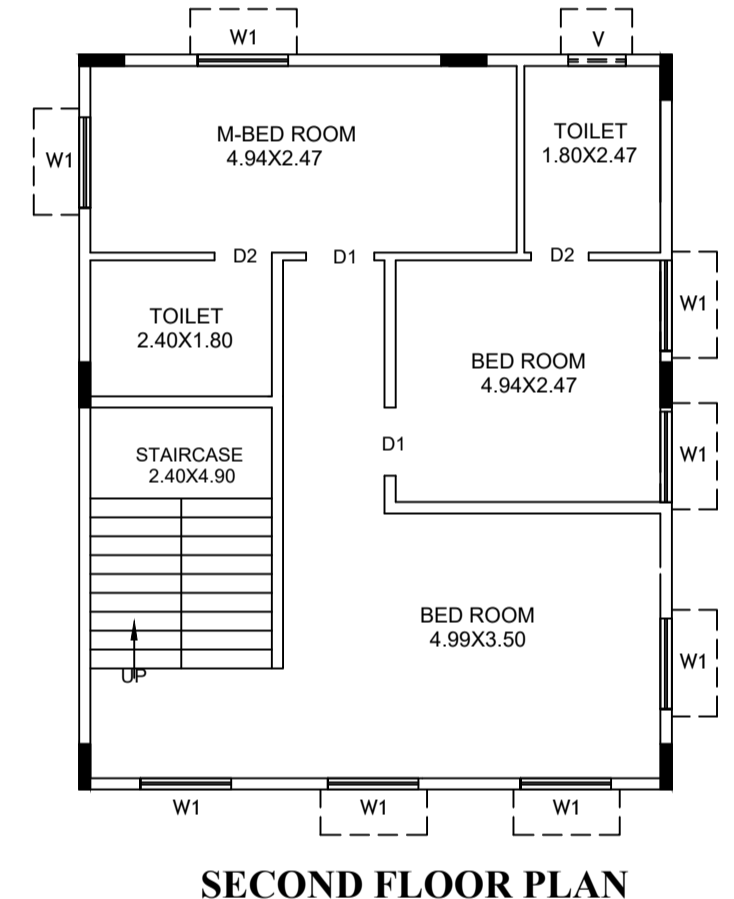 W1
V
M-BED ROOM
4.94X2.47
TOILET
1.80X2.47
W1
D2
D1
D2
W1
TOILET
2.40X1.80
BED ROOM
4.94X2.47
D1
W1
STAIRCASE
2.40X4.90
BED ROOM
4.99X3.50
W1
UP
W1
W1
W1
SECOND FLOOR PLAN